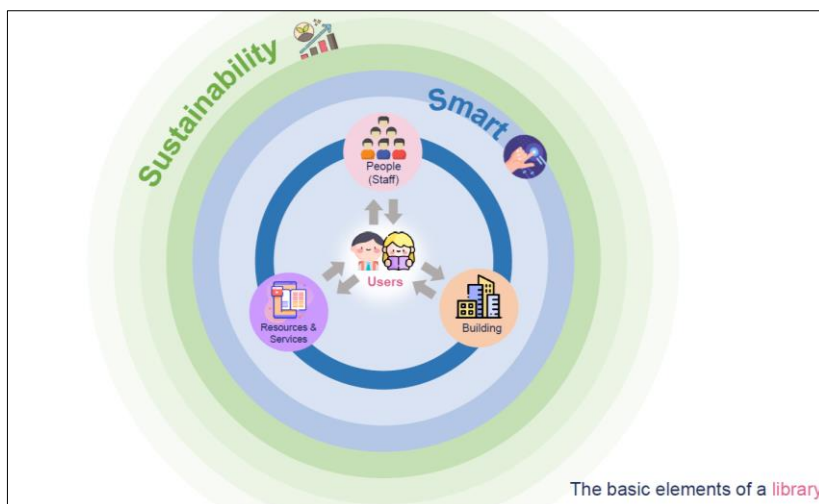 Sustainability
Smart
People
(Staff)
Users
Resources &
Services
Building
The basic elements of a library